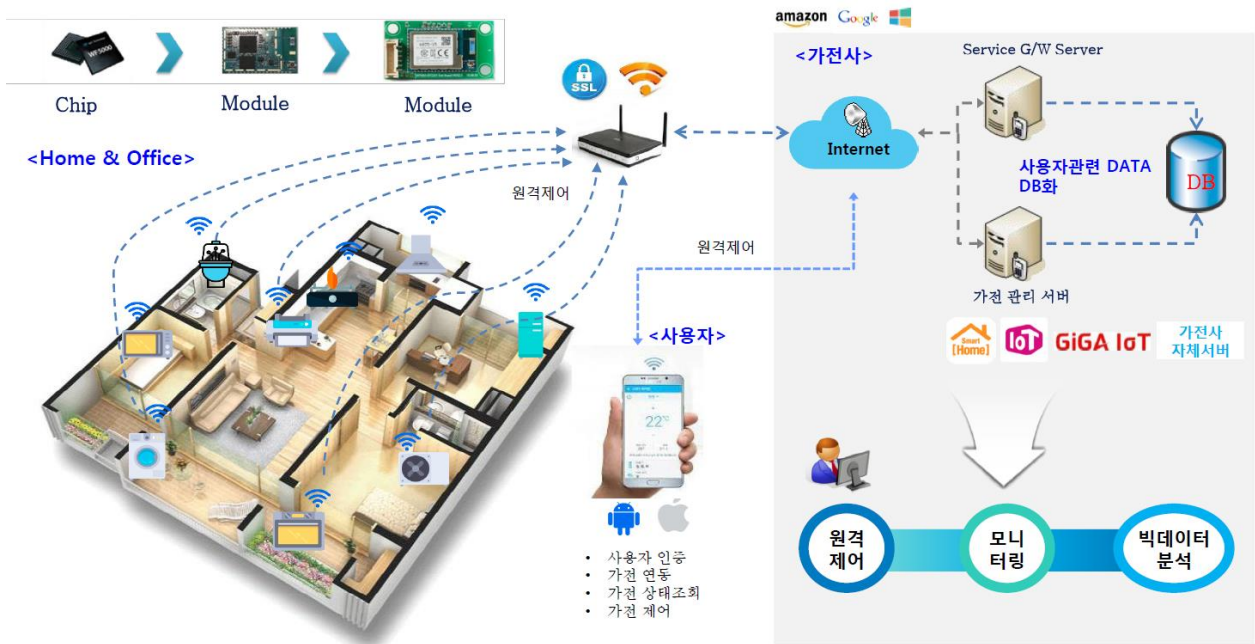 WF5000
Chip
Module
Module
<Home & Office>
SSL
원격제어
원격제어
<사용자>
22°C
• 사용자 인증
• 가전 연동
• 가전 상태조회
• 가전 제어
amazon Google
<가전사>
Service G/W Server
Internet
사용자관련 DATA
DB화
DB
가전 관리 서버
Smart
[Home]
IoT
GiGA IoT
가전사
자체서버
원격
제어
모니
터링
빅데이터
분석